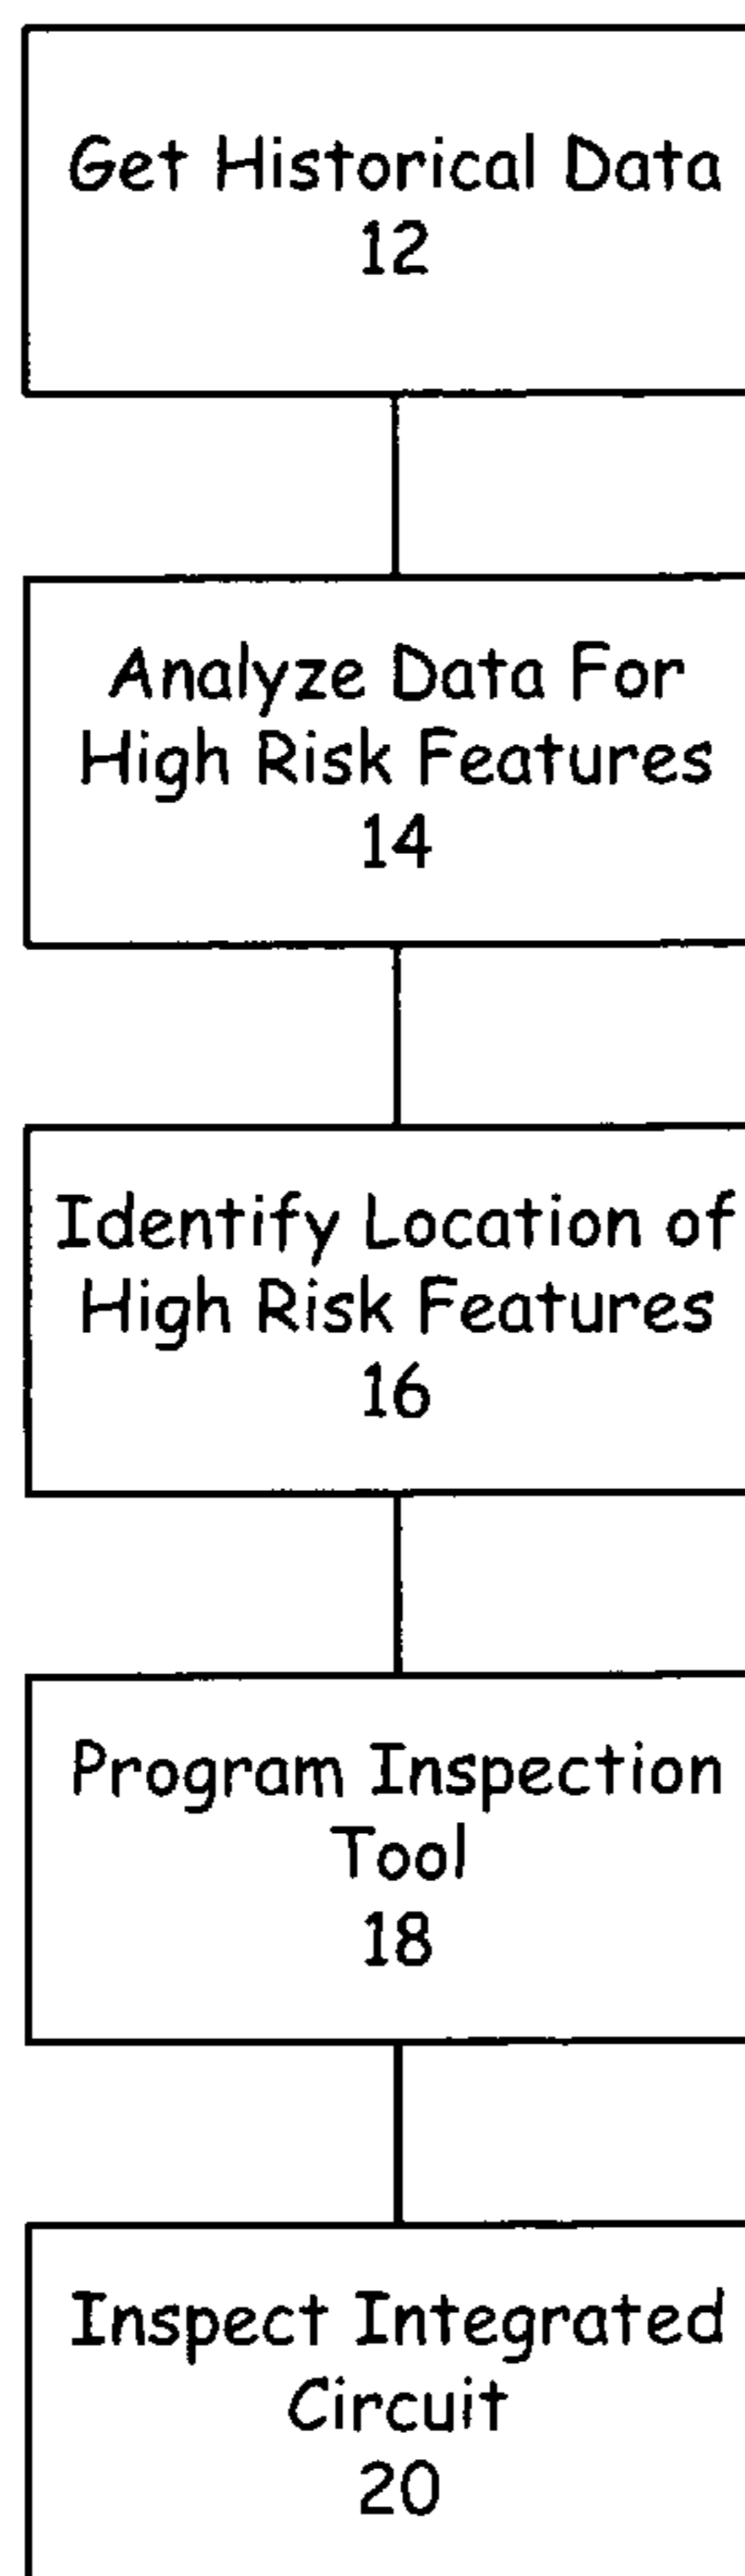 Get Historical Data
12
Analyze Data For
High Risk Features
14
Identify Location of
High Risk Features
16
Program Inspection
Tool
18
Inspect Integrated
Circuit
20